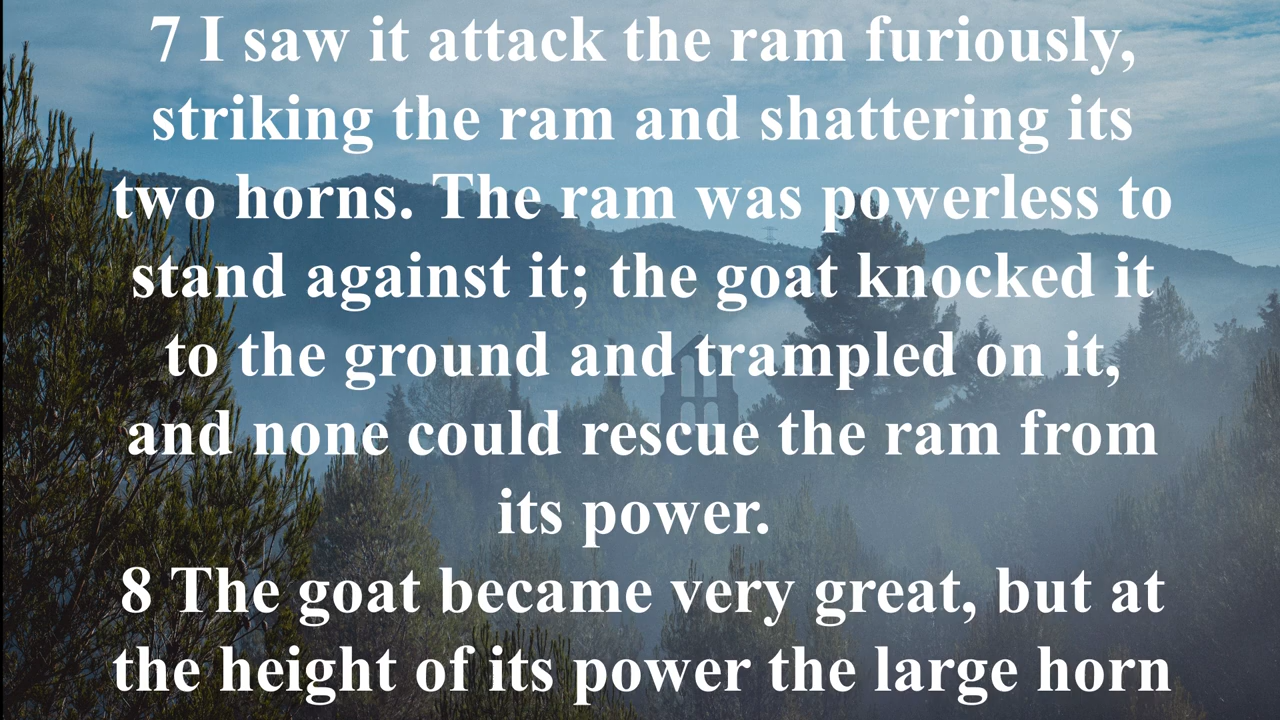 7 I saw it attack the ram furiously,
striking the ram and shattering its
two horns. The ram was powerless to
stand against it; the goat knocked it
to the ground and trampled on it,
and none could rescue the ram from
its power.
8 The goat became very great, but at
the height of its power the large horn